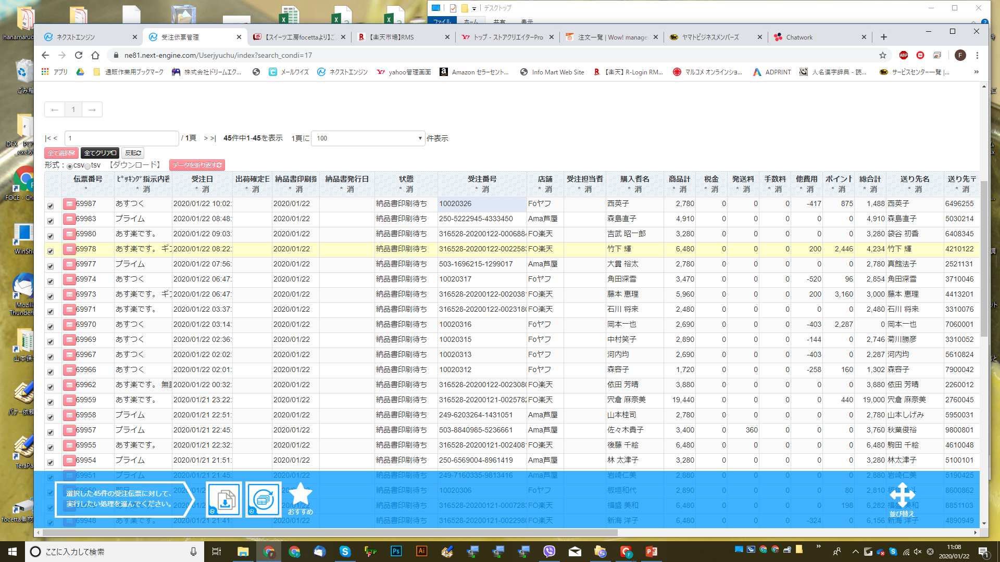 デスクトップ
ファイル ホーム 共有 表示
ネクストエンジン
受注伝票管理
【スイーツ工房focettaより】ご
【楽天市場】RMS
トップ - ストアクリエイターPro
注文一覧 | Wow! manage
ヤマトビジネスメンバーズ
Chatwork
ne81.next-engine.com/Userjyuchu/index?search_condi=17
アプリ 通販作業用ブックマーク 株式会社ドリームエク... メールワイズ ネクストエンジン yahoo管理画面 Amazon セラーセント... Info Mart Web Site 【楽天】R-Login RM... マルコメ オンラインショ... ADPRINT 人名漢字辞典 - 読... サービスセンター一覧 |... »
← 1 →
|< < 1 / 1頁 > >| 45件中1-45を表示 1頁に 100 件表示
全て選択 全てクリア 反転
形式： csv tsv 【ダウンロード】 データを折り返す
伝票番号 ﾋﾟｯｷﾝｸﾞ指示内容 受注日 出荷確定日 納品書印刷指 納品書発行日 状態 受注番号 店舗 受注担当者 購入者名 商品計 税金 発送料 手数料 他費用 ポイント 総合計 送り先名 送り先〒
* * 消 * 消 * 消 * 消 * 消 * 消 * 消 * 消 * 消 * 消 * 消 * 消 * 消 * 消 * 消 * 消 * 消 * 消 * 消
69987 あすつく 2020/01/22 10:02: 2020/01/22 納品書印刷待ち 10020326 Foヤフ 西英子 2,780 0 0 0 -417 875 1,488 西英子 6496255
69983 プライム 2020/01/22 08:48: 2020/01/22 納品書印刷待ち 250-5222945-4333450 Ama芦屋 森島直子 4,910 0 0 0 0 0 4,910 森島直子 5030214
69980 あす楽です。 2020/01/22 09:03: 2020/01/22 納品書印刷待ち 316528-20200122-0006884 FO楽天 吉武 昭一郎 3,280 0 0 0 0 0 3,280 袋谷 初香 6408345
69978 あす楽です。 ギフ 2020/01/22 08:22: 2020/01/22 納品書印刷待ち 316528-20200122-0022583 FO楽天 竹下 輝 6,480 0 0 0 200 2,446 4,234 竹下 輝 4210122
69977 プライム 2020/01/22 07:56: 2020/01/22 納品書印刷待ち 503-1696215-1299017 Ama芦屋 大貫 裕太 2,780 0 0 0 0 0 2,780 真館法子 2521131
69974 あすつく 2020/01/22 06:47: 2020/01/22 納品書印刷待ち 10020317 Foヤフ 角田深雪 3,470 0 0 0 -520 96 2,854 角田深雪 3710046
69973 あす楽です。 ギフ 2020/01/22 06:47: 2020/01/22 納品書印刷待ち 316528-20200122-0020381 FO楽天 藤本 恵理 5,960 0 0 0 200 3,160 3,000 藤本 恵理 4413201
69971 あす楽です。 2020/01/22 03:37: 2020/01/22 納品書印刷待ち 316528-20200122-0023180 FO楽天 石川 将来 2,480 0 0 0 0 0 2,480 石川 将来 3310076
69970 あすつく 2020/01/22 03:14: 2020/01/22 納品書印刷待ち 10020316 Foヤフ 岡本一也 2,690 0 0 0 -403 2,287 0 岡本一也 7060001
69969 あすつく 2020/01/22 02:36: 2020/01/22 納品書印刷待ち 10020315 Foヤフ 中村笑子 2,890 0 0 0 -144 0 2,746 菊川勝彦 3310052
69967 あすつく 2020/01/22 02:02: 2020/01/22 納品書印刷待ち 10020313 Foヤフ 河内均 2,690 0 0 0 -403 0 2,287 河内均 5610824
69966 あすつく 2020/01/22 02:01: 2020/01/22 納品書印刷待ち 10020312 Foヤフ 森容子 1,720 0 0 0 -258 160 1,302 森容子 7900042
69962 あす楽です。 無記 2020/01/22 00:32: 2020/01/22 納品書印刷待ち 316528-20200122-0023080 FO楽天 依田 芳晴 3,880 0 0 0 0 0 3,880 依田 芳晴 2260012
69959 あす楽です。 2020/01/21 23:22: 2020/01/22 納品書印刷待ち 316528-20200121-0025782 FO楽天 宍倉 麻奈美 19,440 0 0 0 0 440 19,000 宍倉 麻奈美 2760045
69958 プライム 2020/01/21 22:51: 2020/01/22 納品書印刷待ち 249-6203264-1431051 Ama芦屋 山本桂司 2,780 0 0 0 0 0 2,780 山本しげみ 5950031
69957 プライム 2020/01/21 22:45: 2020/01/22 納品書印刷待ち 503-8840985-5236661 Ama芦屋 佐々木貴子 3,400 0 360 0 0 0 3,760 秋葉俊裕 9800801
69955 あす楽です。 2020/01/21 22:32: 2020/01/22 納品書印刷待ち 316528-20200121-0024081 FO楽天 後藤 千絵 6,480 0 0 0 0 0 6,480 駒田 千絵 4610048
69954 プライム 2020/01/21 21:51: 2020/01/22 納品書印刷待ち 250-6569004-8961419 Ama芦屋 林 太津子 3,280 0 0 0 0 0 3,280 林太津子 5100101
69951 プライム 2020/01/21 21:45: 2020/01/22 納品書印刷待ち 249-7160335-9813416 Ama芦屋 岩崎仁美 2,880 0 0 0 0 0 2,880 岩崎仁美 5190425
納品書印刷待ち 10020306 Foヤフ 板垣和代 2,890 0 0 0 0 80 2,810 8600862
納品書印刷待ち 316528-20200121-0007283 FO楽天 福盛 美和 6,480 0 0 0 0 198 6,282 福盛 美和 8851103
69948 2020/01/21 21:41: 2020/01/22 納品書印刷待ち 316528-20200121-0022980 FO楽天 新海 洋子 6,480 0 0 0 -324 0 6,156 新海 洋子 4890949
選択した45件の受注伝票に対して、
実行したい処理を選んでください。
おすすめ
並び替え
hanamaruc
ごみ箱
DEX PC
_exeあ
FOCE - Ch
WinSho
Mozill
Thunderb
山本保
バナー依頼
TeraPa
focetta素材
ここに入力して検索
11:08
2020/01/22